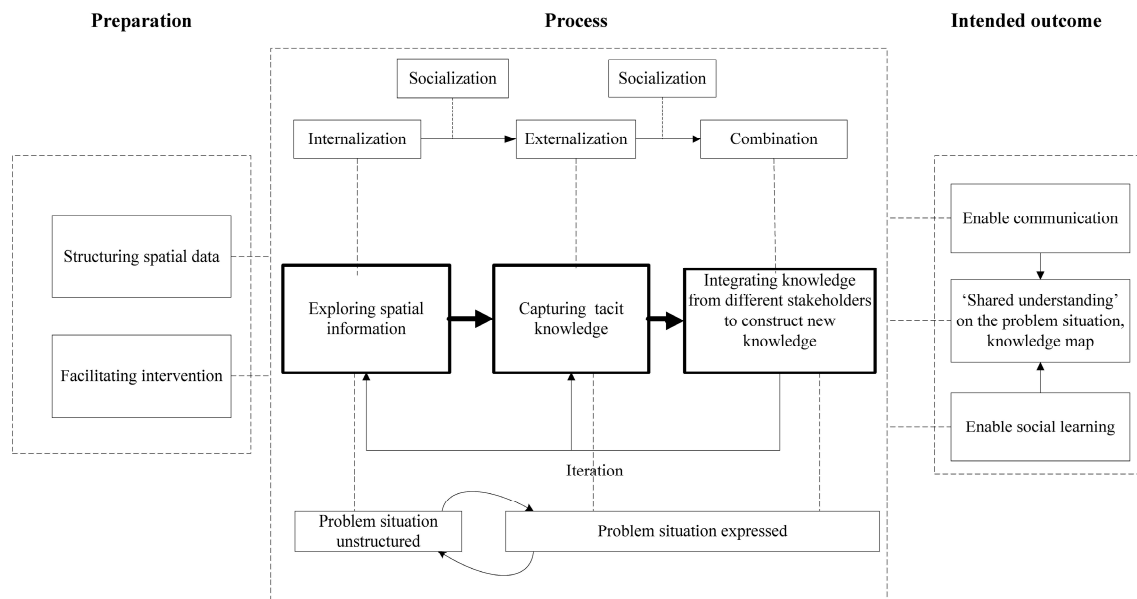 Preparation
Process
Intended outcome
Socialization
Socialization
Internalization
Externalization
Combination
Structuring spatial data
Facilitating intervention
Exploring spatial
information
Capturing tacit
knowledge
Integrating knowledge
from different stakeholders
to construct new
knowledge
Iteration
Problem situation
unstructured
Problem situation expressed
Enable communication
‘Shared understanding’
on the problem situation,
knowledge map
Enable social learning